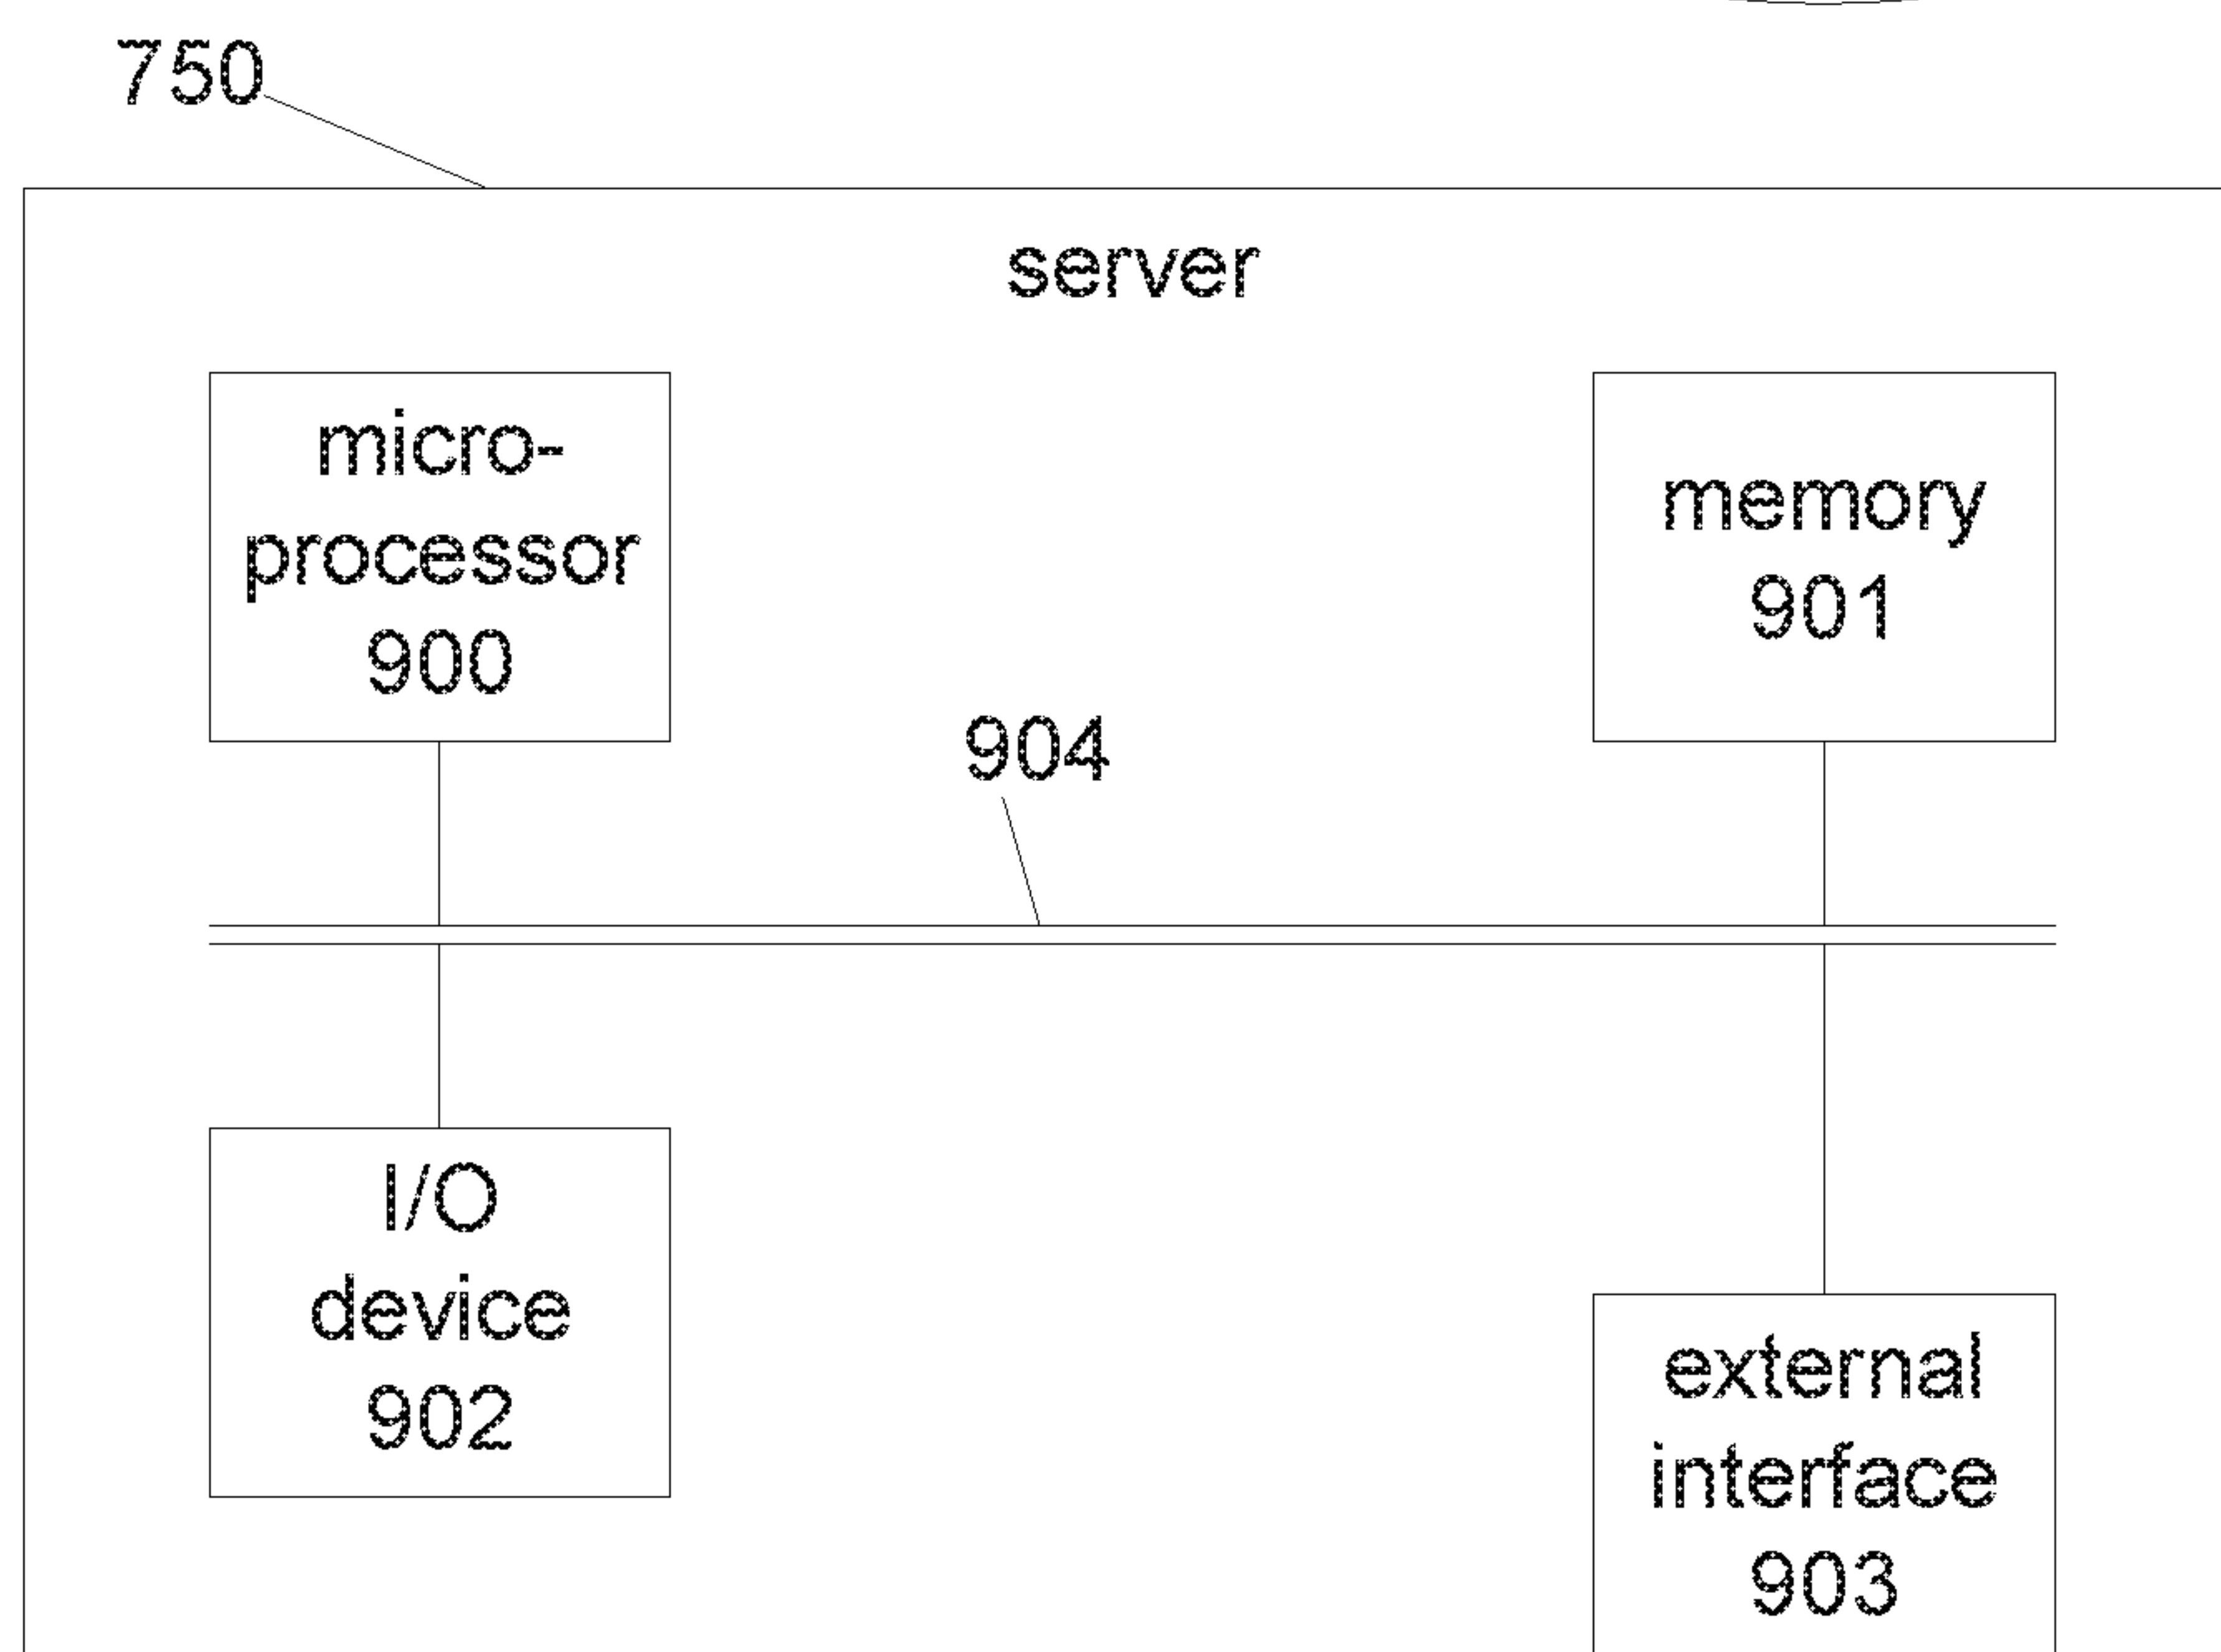 750
server
micro-
processor
900
memory
901
904
I/O
device
902
external
interface
903